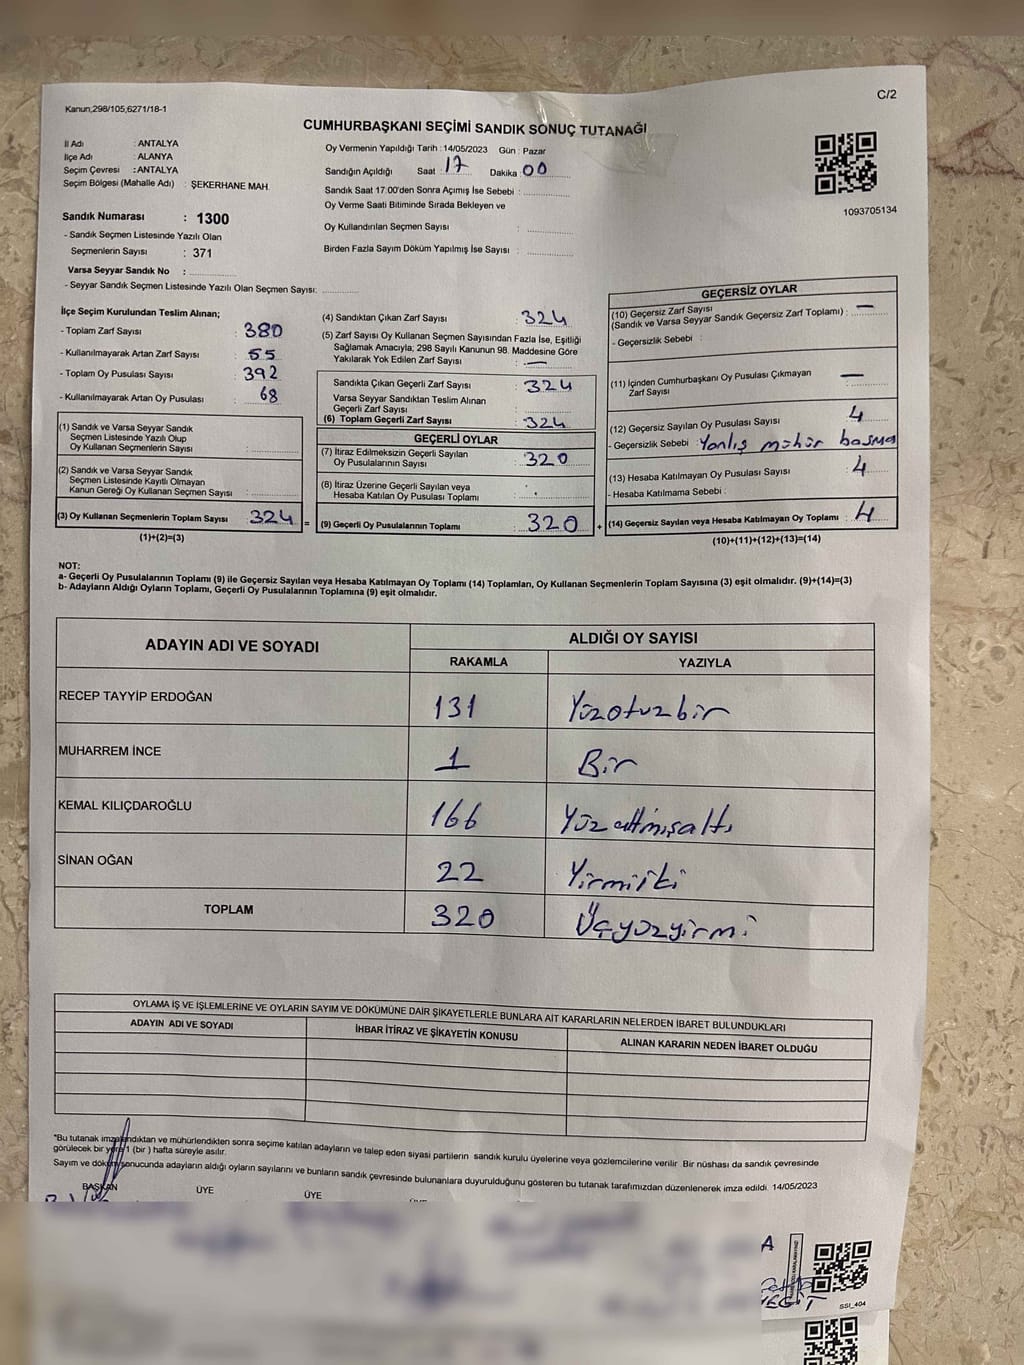 C/2
Kanun,298/105,6271/18-1
CUMHURBAŞKANI SEÇİMİ SANDIK SONUÇ TUTANAĞI
İl Adı : ANTALYA
İlçe Adı : ALANYA
Seçim Çevresi : ANTALYA
Seçim Bölgesi (Mahalle Adı) : ŞEKERHANE MAH.
Sandık Numarası : 1300
- Sandık Seçmen Listesinde Yazılı Olan
Seçmenlerin Sayısı : 371
Varsa Seyyar Sandık No :
- Seyyar Sandık Seçmen Listesinde Yazılı Olan Seçmen Sayısı:
Oy Vermenin Yapıldığı Tarih : 14/05/2023 Gün : Pazar
Sandığın Açıldığı Saat : 17 Dakika : 00
Sandık Saat 17:00'den Sonra Açımış İse Sebebi :
Oy Verme Saati Bitiminde Sırada Bekleyen ve
Oy Kullandırılan Seçmen Sayısı :
Birden Fazla Sayım Döküm Yapılmış İse Sayısı :
1093705134
İlçe Seçim Kurulundan Teslim Alınan;
- Toplam Zarf Sayısı : 380
- Kullanılmayarak Artan Zarf Sayısı : 55
- Toplam Oy Pusulası Sayısı : 392
- Kullanılmayarak Artan Oy Pusulası : 68
(1) Sandık ve Varsa Seyyar Sandık
Seçmen Listesinde Yazılı Olup
Oy Kullanan Seçmenlerin Sayısı :
(2) Sandık ve Varsa Seyyar Sandık
Seçmen Listesinde Kayıtlı Olmayan
Kanun Gereği Oy Kullanan Seçmen Sayısı :
(3) Oy Kullanan Seçmenlerin Toplam Sayısı : 324 =
(1)+(2)=(3)
(4) Sandıktan Çıkan Zarf Sayısı : 324
(5) Zarf Sayısı Oy Kullanan Seçmen Sayısından Fazla İse, Eşitliği
Sağlamak Amacıyla; 298 Sayılı Kanunun 98. Maddesine Göre
Yakılarak Yok Edilen Zarf Sayısı : —
Sandıkta Çıkan Geçerli Zarf Sayısı : 324
Varsa Seyyar Sandıktan Teslim Alınan
Geçerli Zarf Sayısı :
(6) Toplam Geçerli Zarf Sayısı : 324
GEÇERLİ OYLAR
(7) İtiraz Edilmeksizin Geçerli Sayılan
Oy Pusulalarının Sayısı : 320
(8) İtiraz Üzerine Geçerli Sayılan veya
Hesaba Katılan Oy Pusulası Toplamı :
(9) Geçerli Oy Pusulalarının Toplamı : 320 +
GEÇERSİZ OYLAR
(10) Geçersiz Zarf Sayısı
(Sandık ve Varsa Seyyar Sandık Geçersiz Zarf Toplamı) : —
- Geçersizlik Sebebi :
(11) İçinden Cumhurbaşkanı Oy Pusulası Çıkmayan
Zarf Sayısı : —
(12) Geçersiz Sayılan Oy Pusulası Sayısı : 4
- Geçersizlik Sebebi : Yanlış mühür basma
(13) Hesaba Katılmayan Oy Pusulası Sayısı : 4
- Hesaba Katılmama Sebebi :
(14) Geçersiz Sayılan veya Hesaba Katılmayan Oy Toplamı : 4
(10)+(11)+(12)+(13)=(14)
NOT:
a- Geçerli Oy Pusulalarının Toplamı (9) ile Geçersiz Sayılan veya Hesaba Katılmayan Oy Toplamı (14) Toplamları, Oy Kullanan Seçmenlerin Toplam Sayısına (3) eşit olmalıdır. (9)+(14)=(3)
b- Adayların Aldığı Oyların Toplamı, Geçerli Oy Pusulalarının Toplamına (9) eşit olmalıdır.
ADAYIN ADI VE SOYADI ALDIĞI OY SAYISI
RAKAMLA YAZIYLA
RECEP TAYYİP ERDOĞAN 131 Yüzotuzbir
MUHARREM İNCE 1 Bir
KEMAL KILIÇDAROĞLU 166 Yüzaltmışaltı
SİNAN OĞAN 22 Yirmiiki
TOPLAM 320 Üçyüzyirmi
OYLAMA İŞ VE İŞLEMLERİNE VE OYLARIN SAYIM VE DÖKÜMÜNE DAİR ŞİKAYETLERLE BUNLARA AİT KARARLARIN NELERDEN İBARET BULUNDUKLARI
ADAYIN ADI VE SOYADI İHBAR İTİRAZ VE ŞİKAYETİN KONUSU ALINAN KARARIN NEDEN İBARET OLDUĞU
*Bu tutanak imzalandıktan ve mühürlendikten sonra seçime katılan adayların ve talep eden siyasi partilerin sandık kurulu üyelerine veya gözlemcilerine verilir. Bir nüshası da sandık çevresinde
görülecek bir yere 1 (bir ) hafta süreyle asılır.
Sayım ve döküm sonucunda adayların aldığı oyların sayılarını ve bunların sandık çevresinde bulunanlara duyurulduğunu gösteren bu tutanak tarafımızdan düzenlenerek imza edildi. 14/05/2023
BAŞKAN ÜYE ÜYE
A
SSI_404